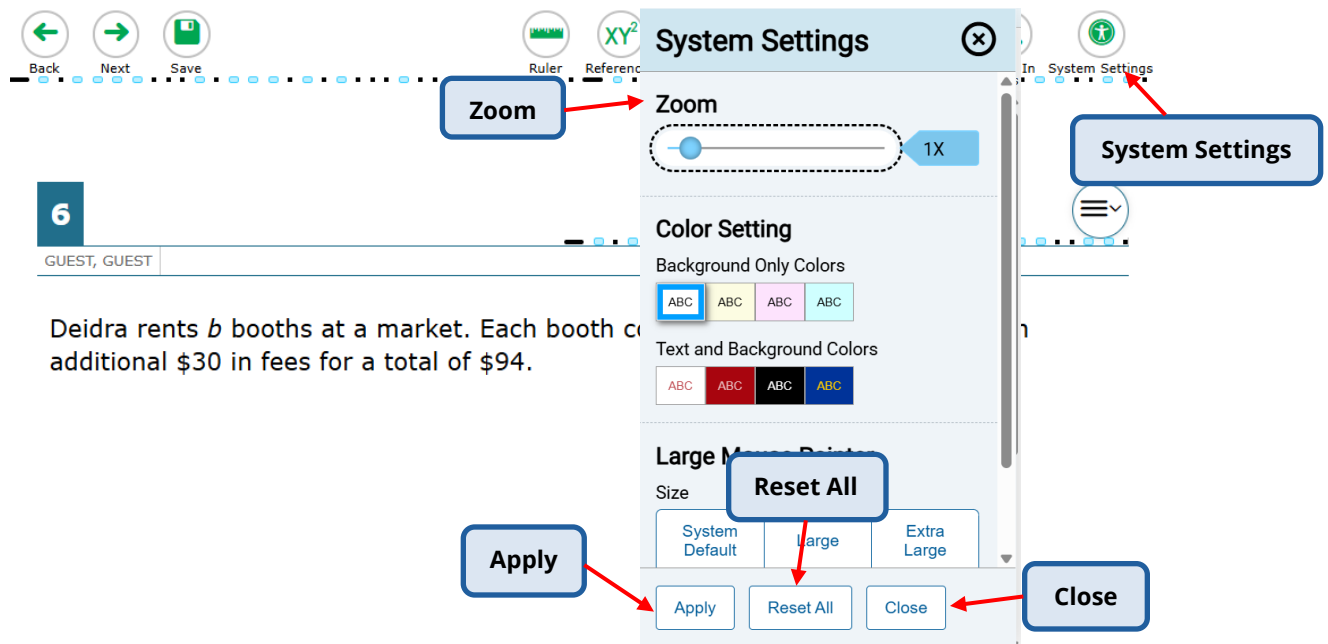 Back Next Save Ruler XY² System Settings
In System Settings
Zoom
Zoom
1X
System Settings
6
GUEST, GUEST
Color Setting
Background Only Colors
ABC ABC ABC ABC
Deidra rents b booths at a market. Each booth
additional $30 in fees for a total of $94.
Text and Background Colors
ABC ABC ABC ABC
Large
Size
Reset All
System Default
Large
Extra Large
Apply
Apply
Reset All
Close
Close